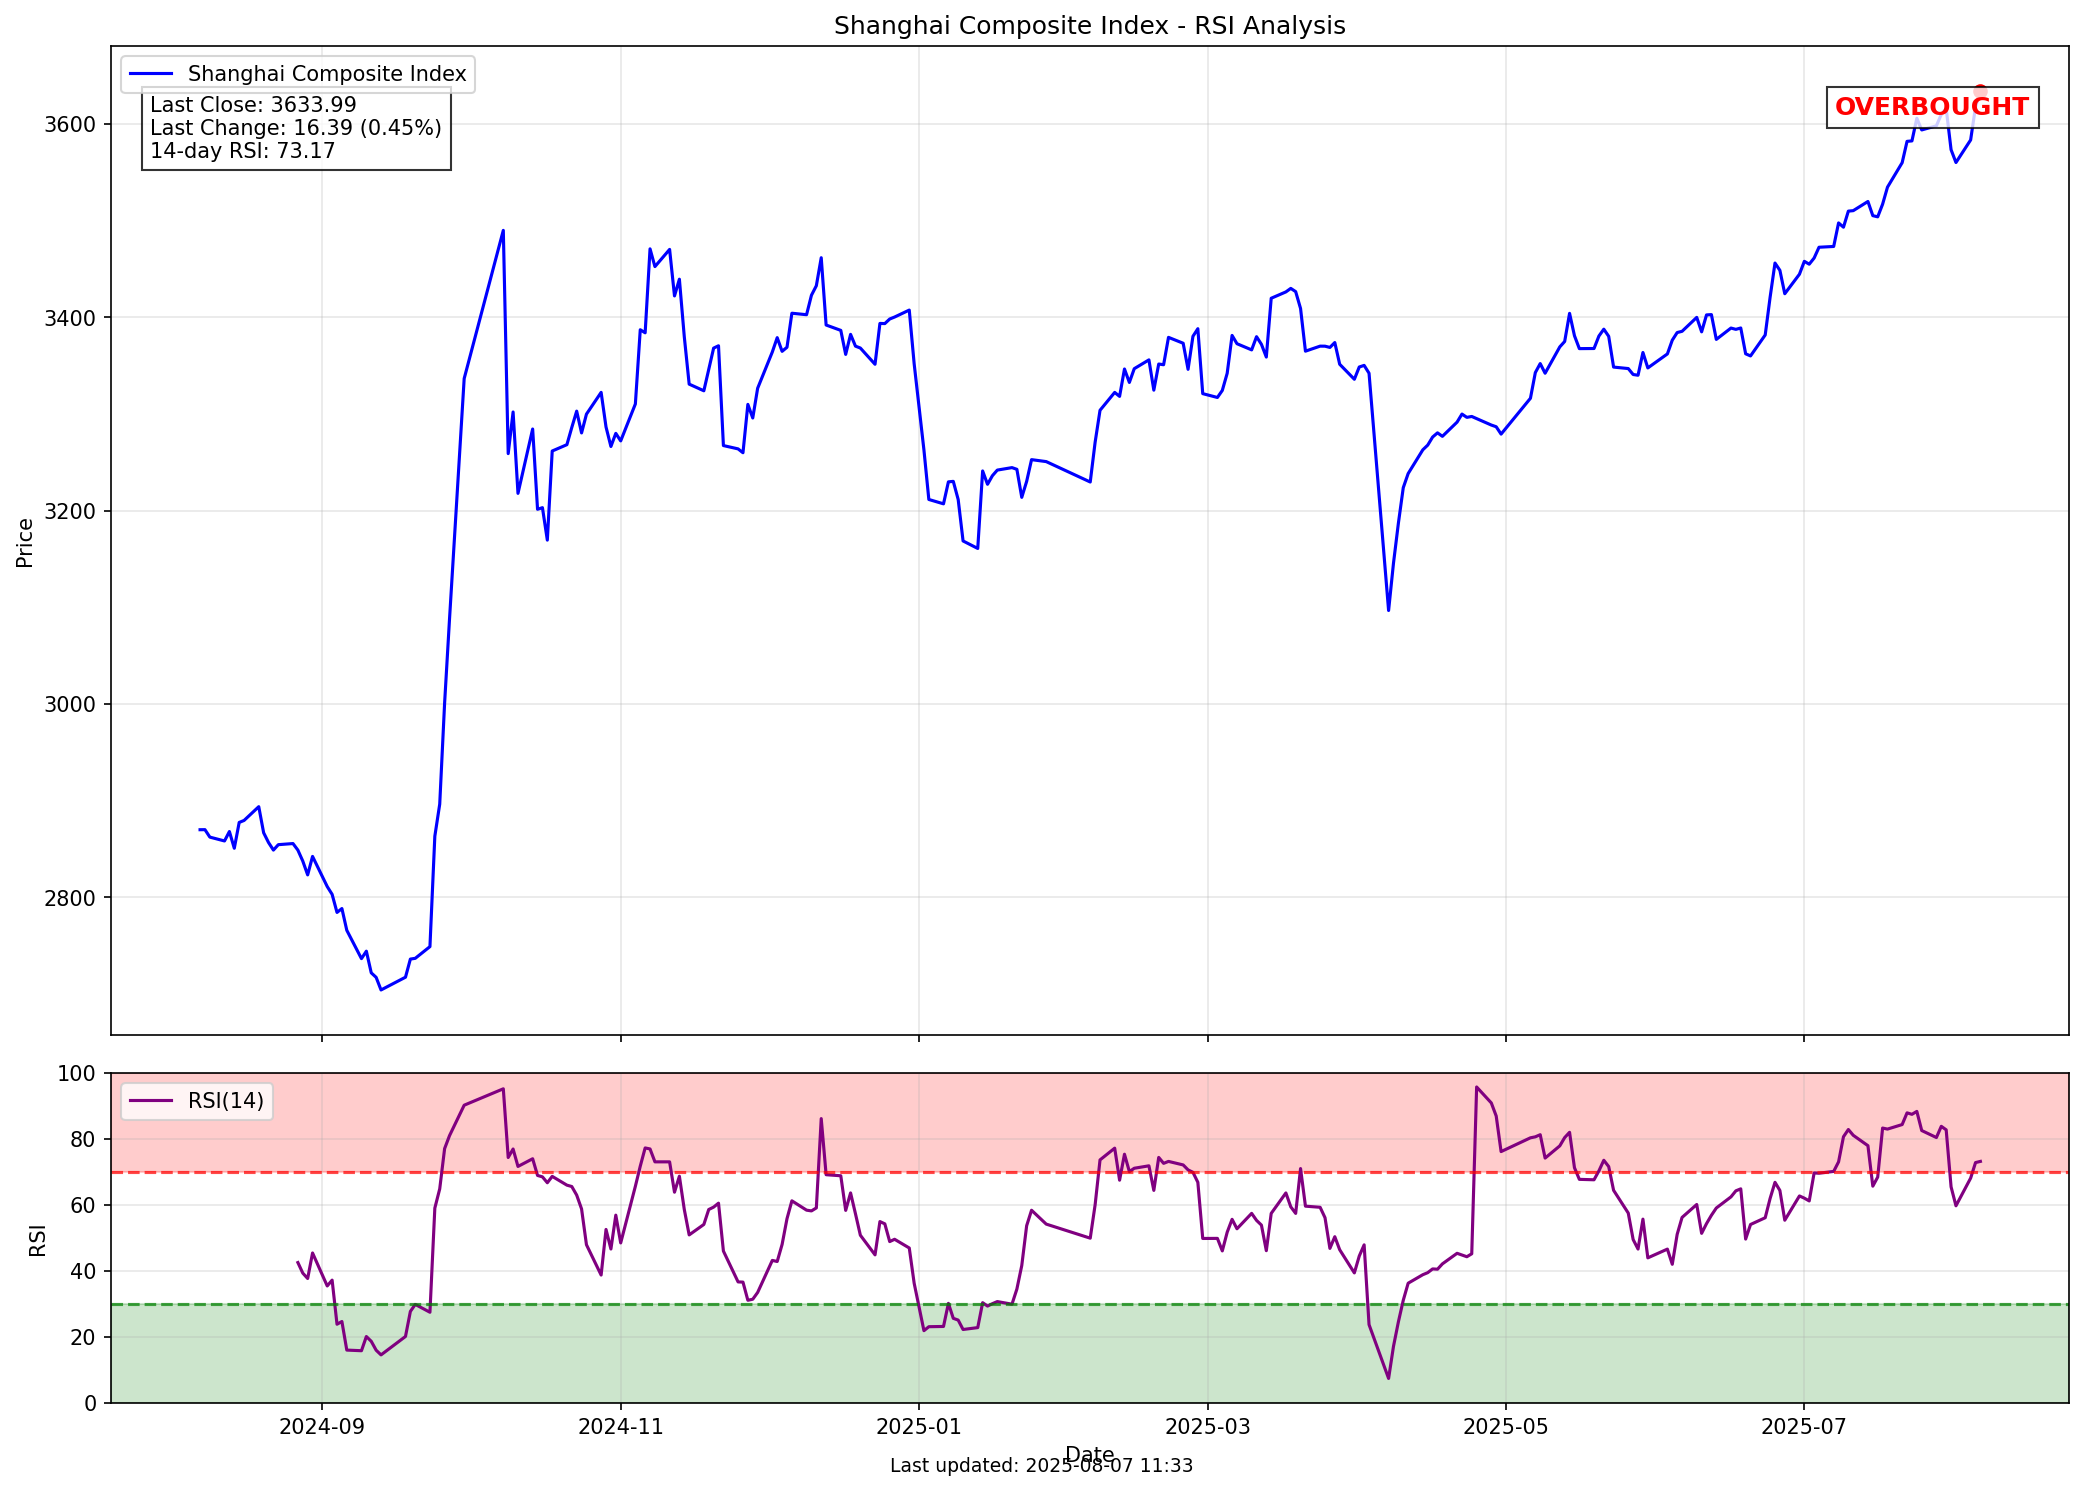 Shanghai Composite Index - RSI Analysis
Shanghai Composite Index
Last Close: 3633.99
Last Change: 16.39 (0.45%)
14-day RSI: 73.17
OVERBOUGHT
3600
3400
3200
3000
2800
Price
RSI(14)
100
80
60
40
20
0
RSI
2024-09
2024-11
2025-01
2025-03
2025-05
2025-07
Date
Last updated: 2025-08-07 11:33